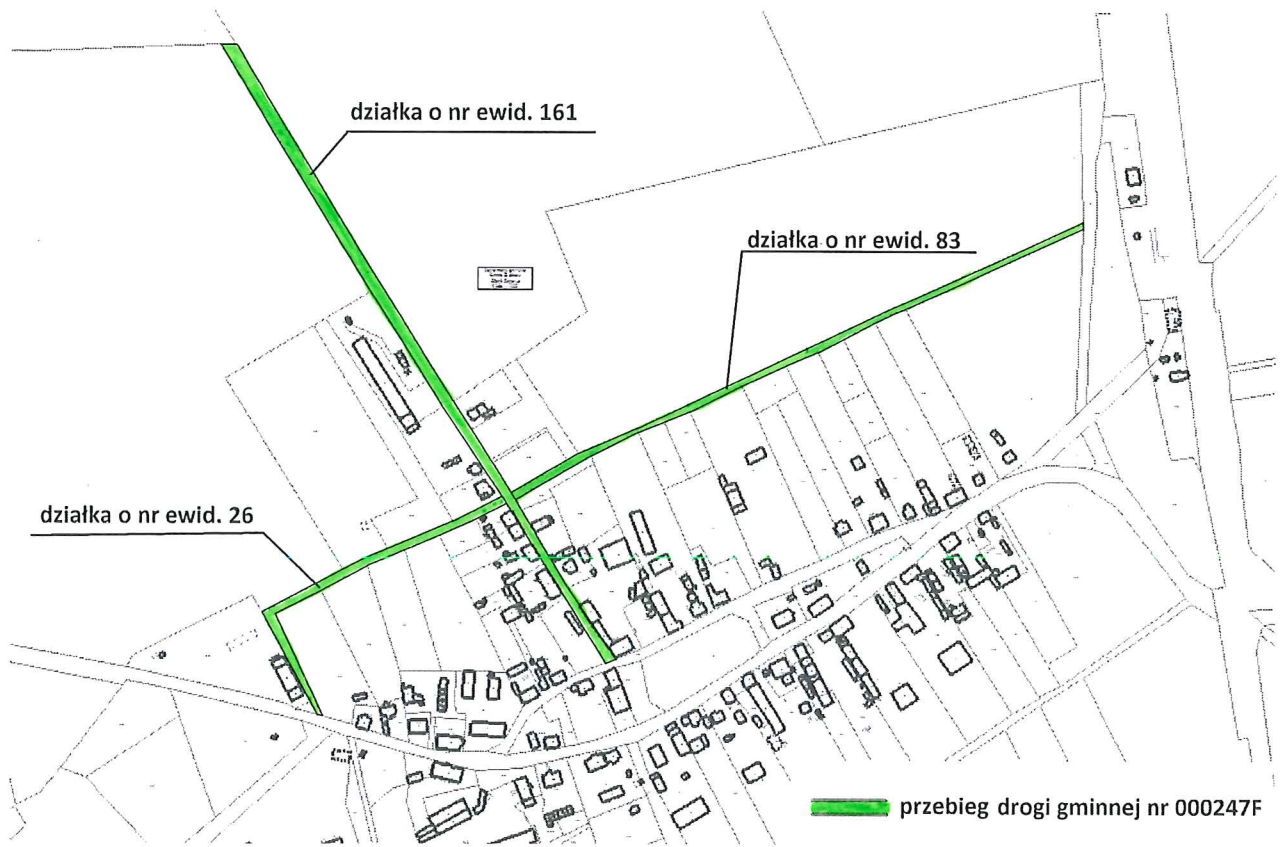 działka o nr ewid. 161
działka o nr ewid. 83
działka o nr ewid. 26
przebieg drogi gminnej nr 000247F